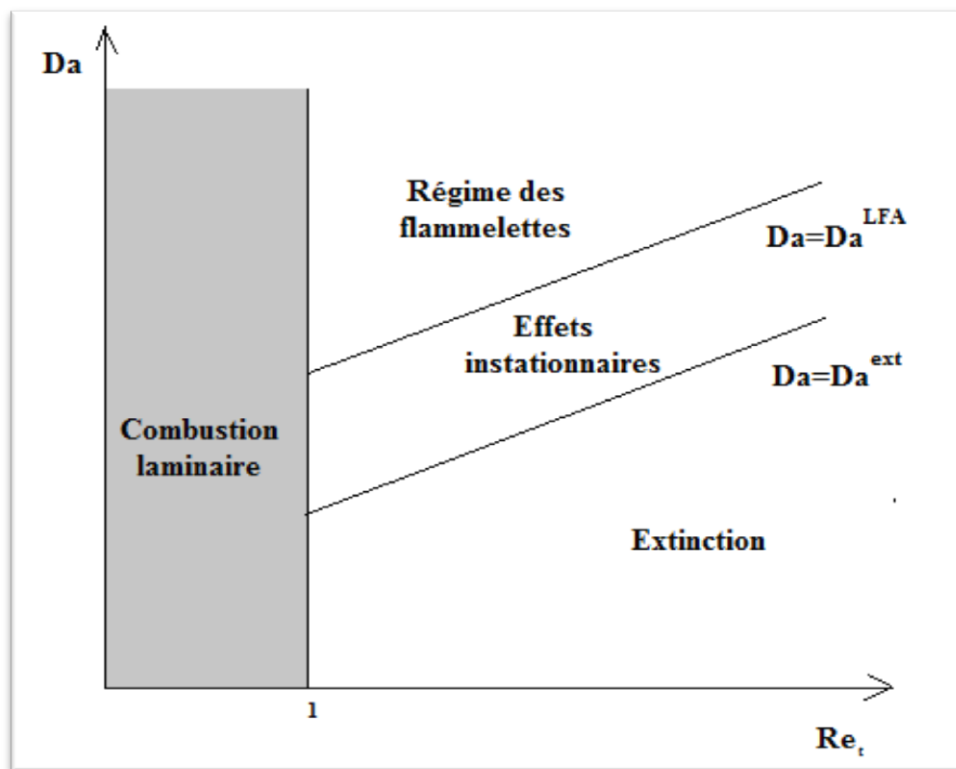 Da
Régime des
flammelettes
Da=Da^LFA
Effets
instationnaires
Da=Da^ext
Combustion
laminaire
Extinction
1
Re_t